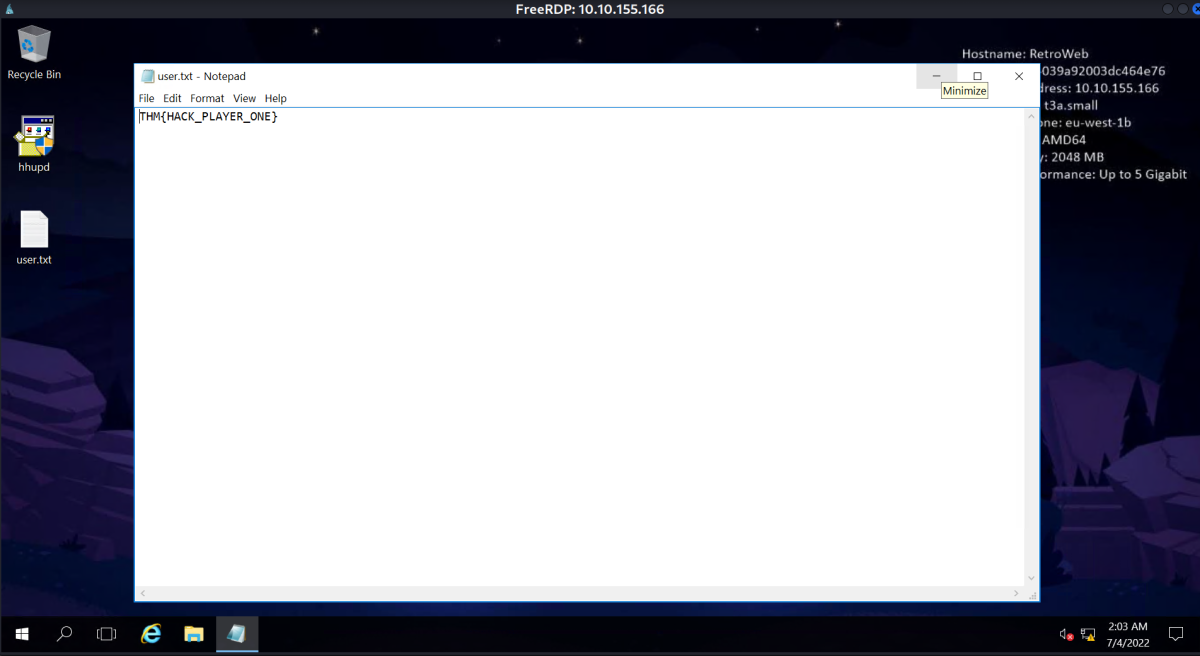 FreeRDP: 10.10.155.166
Recycle Bin
hhupd
user.txt
user.txt - Notepad
File Edit Format View Help
THM{HACK_PLAYER_ONE}
Minimize
Hostname: RetroWeb
039a92003dc464e76
dress: 10.10.155.166
t3a.small
one: eu-west-1b
AMD64
y: 2048 MB
ormance: Up to 5 Gigabit
2:03 AM
7/4/2022